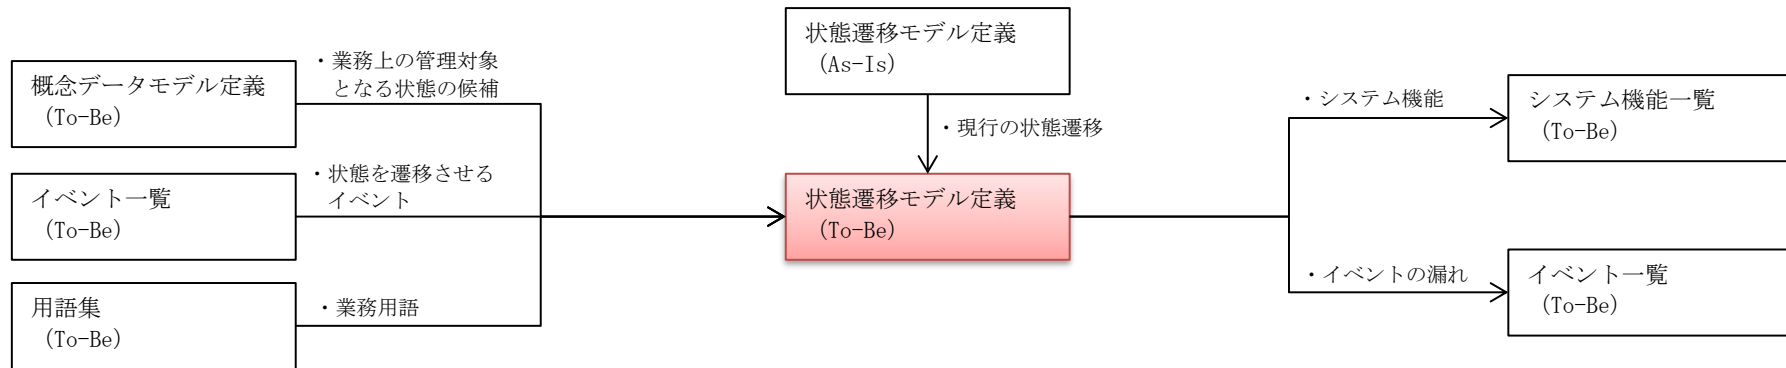 概念データモデル定義
(To-Be)
・業務上の管理対象
となる状態の候補
イベント一覧
(To-Be)
・状態を遷移させる
イベント
用語集
(To-Be)
・業務用語
状態遷移モデル定義
(As-Is)
・現行の状態遷移
状態遷移モデル定義
(To-Be)
・システム機能
システム機能一覧
(To-Be)
・イベントの漏れ
イベント一覧
(To-Be)